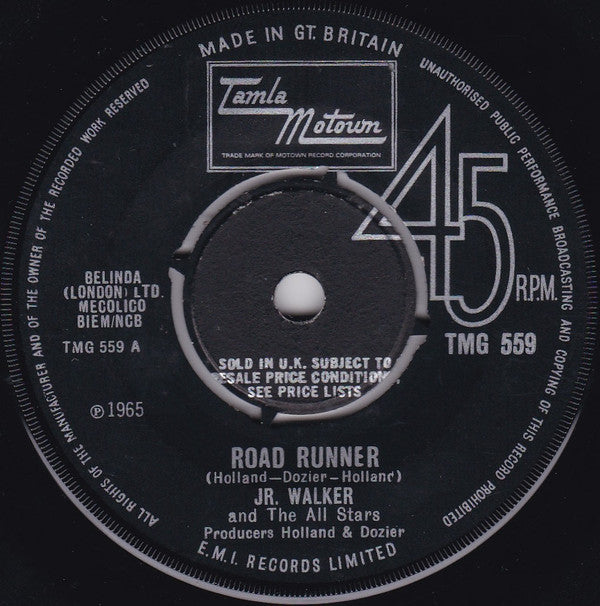 MADE IN GT. BRITAIN
UNAUTHORISED PUBLIC PERFORMANCE BROADCASTING AND COPYING OF THIS RECORD PROHIBITED
ALL RIGHTS OF THE MANUFACTURER AND OF THE OWNER OF THE RECORDED WORK RESERVED
Tamla
Motown
TRADE MARK OF MOTOWN RECORD CORPORATION
45 R.P.M.
BELINDA
(LONDON) LTD.
MECOLICO
BIEM/NCB
TMG 559 A
TMG 559
SOLD IN U.K. SUBJECT TO
RESALE PRICE CONDITIONS,
SEE PRICE LISTS
℗ 1965
ROAD RUNNER
(Holland—Dozier—Holland)
JR. WALKER
and The All Stars
Producers Holland & Dozier
E.M.I. RECORDS LIMITED